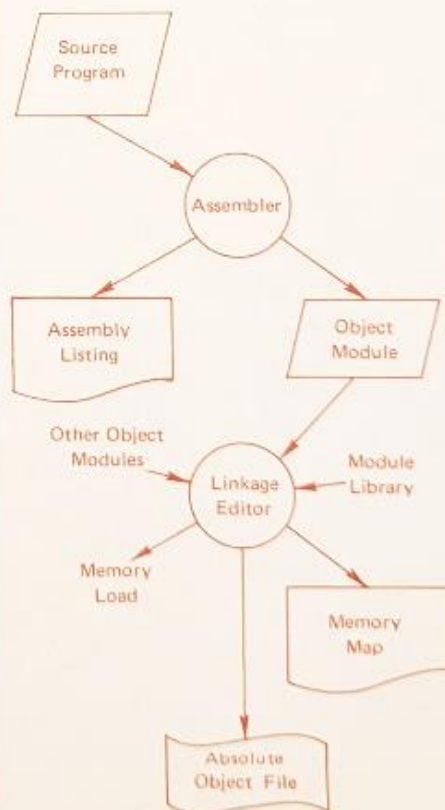 Source
Program
Assembler
Assembly
Listing
Object
Module
Other Object
Modules
Linkage
Editor
Module
Library
Memory
Load
Memory
Map
Absolute
Object File